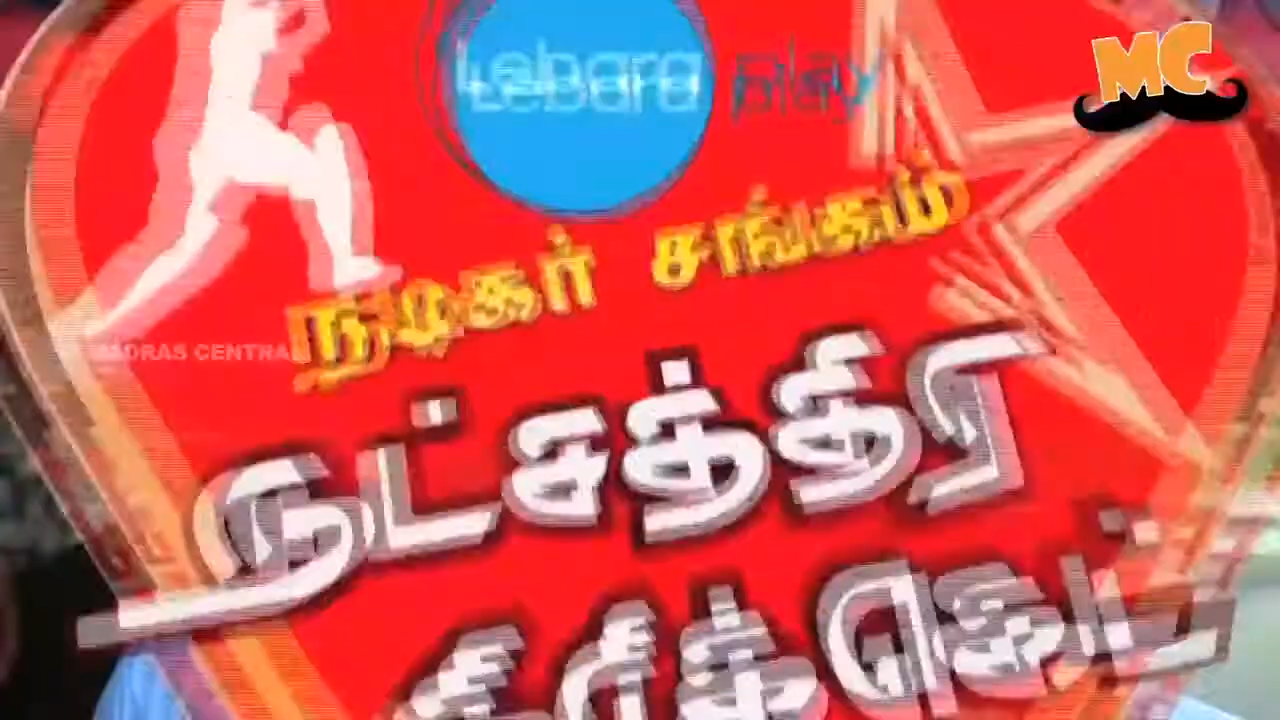 MC
Lebara play
நடிகர் சங்கம்
MADRAS CENTRAL
நட்சத்திர
கிரிக்கெட்